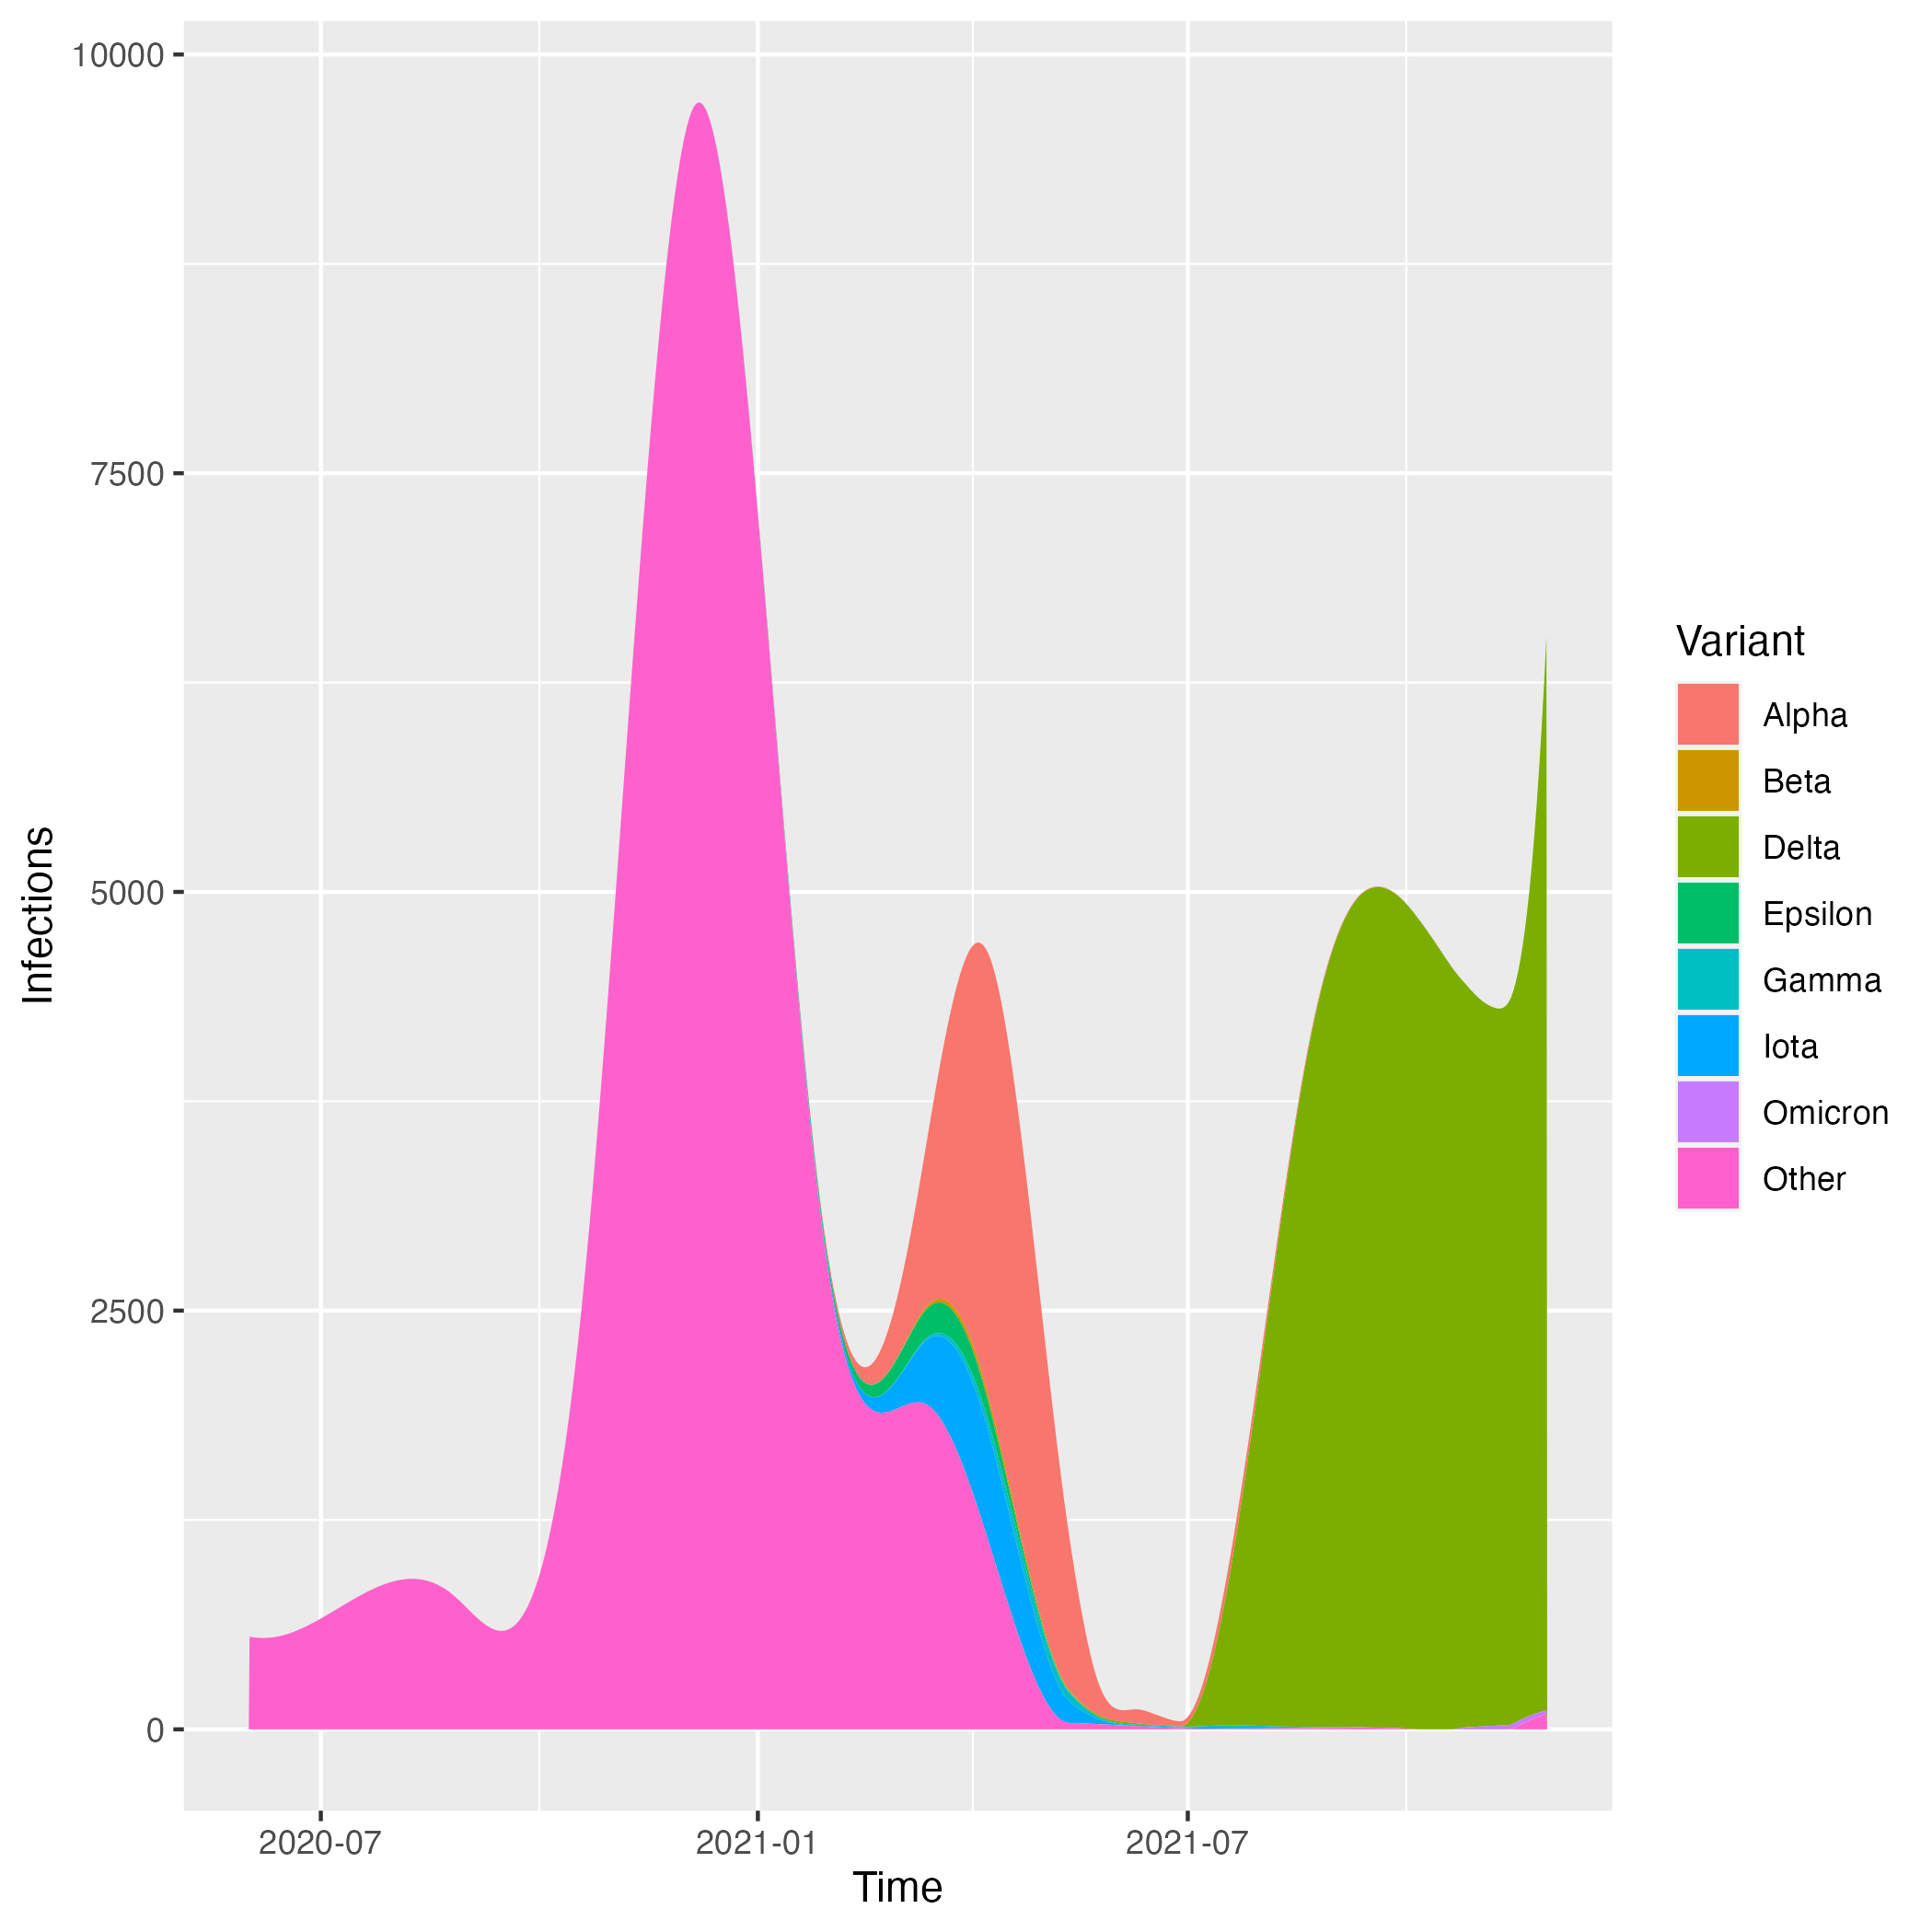 10000
7500
5000
2500
0
Infections
2020-07
2021-01
2021-07
Time
Variant
Alpha
Beta
Delta
Epsilon
Gamma
Iota
Omicron
Other